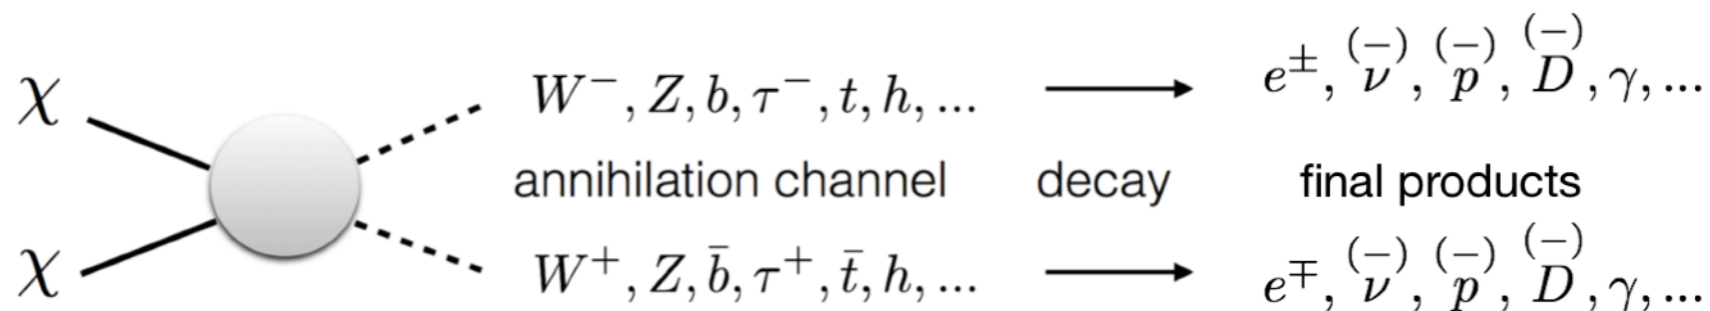 χ W⁻, Z, b, τ⁻, t, h, ... e^±, ν^(−), p^(−), D^(−), γ, ...
annihilation channel decay final products
χ W⁺, Z, b̄, τ⁺, t̄, h, ... e^∓, ν^(−), p^(−), D^(−), γ, ...